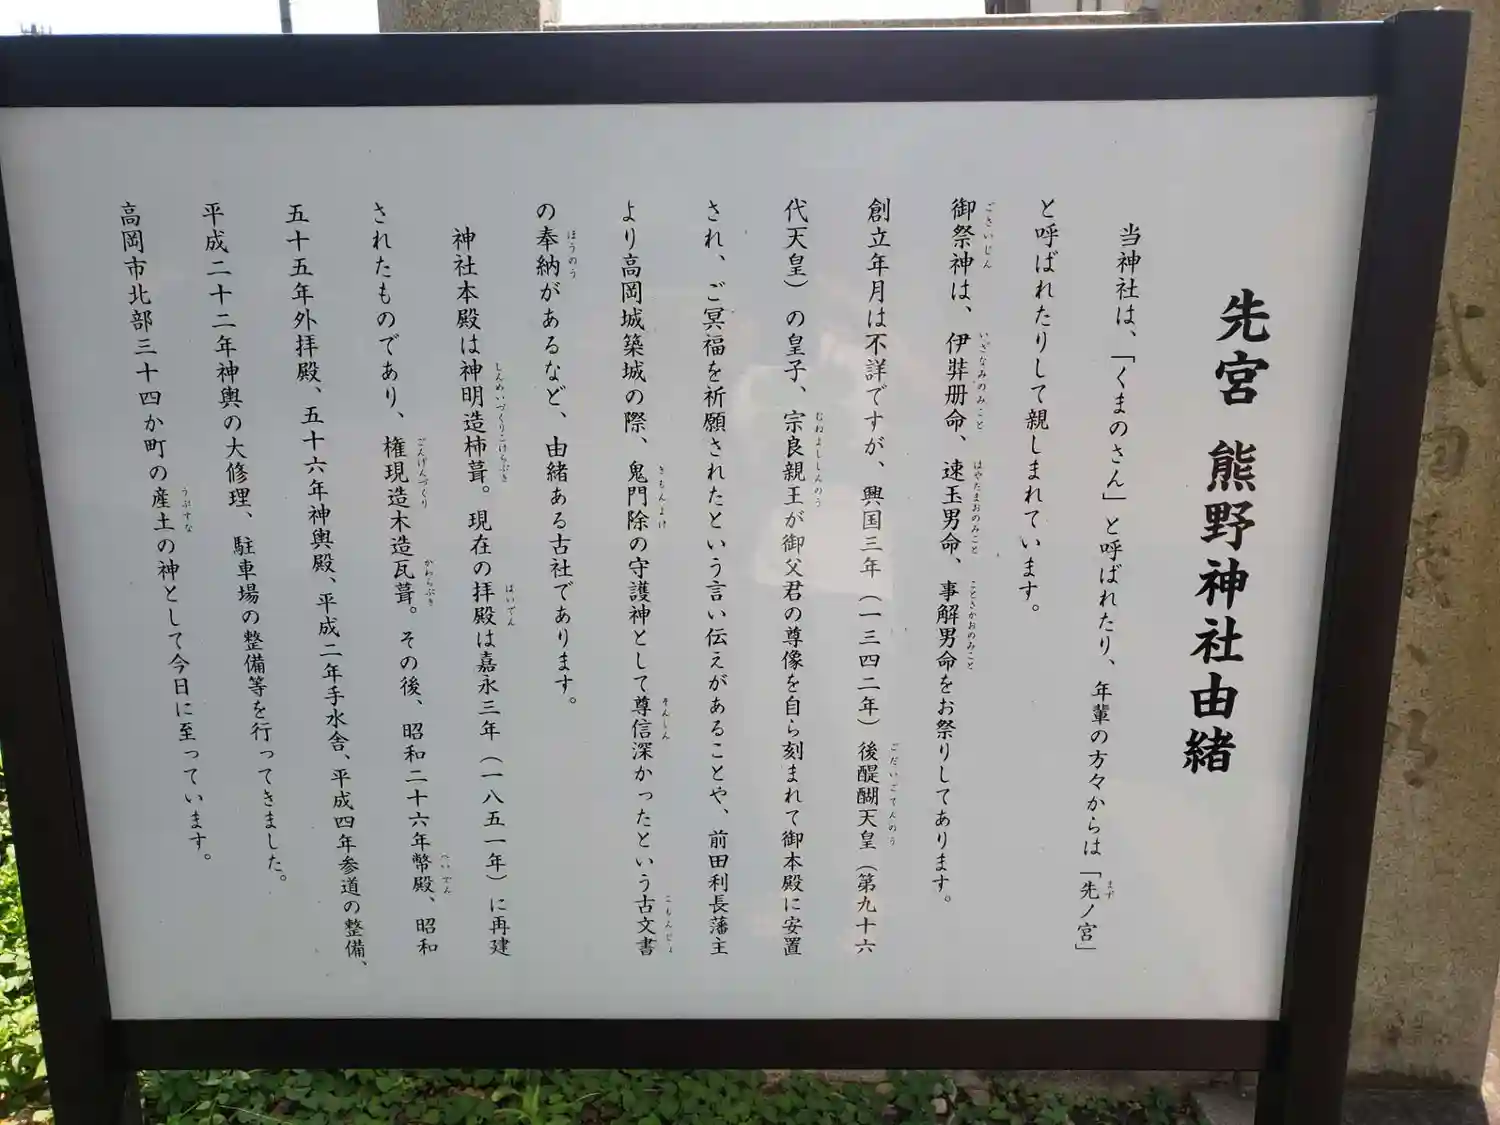 先宮 熊野神社由緒
当神社は、「くまのさん」と呼ばれたり、年輩の方々からは「先ノ宮」
と呼ばれたりして親しまれています。
御祭神は、伊弉册命、速玉男命、事解男命をお祭りしてあります。
創立年月は不詳ですが、興国三年（一三四二年）後醍醐天皇（第九十六
代天皇）の皇子、宗良親王が御父君の尊像を自ら刻まれて御本殿に安置
され、ご冥福を祈願されたという言い伝えがあることや、前田利長藩主
より高岡城築城の際、鬼門除の守護神として尊信深かったという古文書
の奉納があるなど、由緒ある古社であります。
神社本殿は神明造柿葺。現在の拝殿は嘉永三年（一八五一年）に再建
されたものであり、権現造木造瓦葺。その後、昭和二十六年幣殿、昭和
五十五年外拝殿、五十六年神輿殿、平成二年手水舎、平成四年参道の整備、
平成二十二年神輿の大修理、駐車場の整備等を行ってきました。
高岡市北部三十四か町の産土の神として今日に至っています。